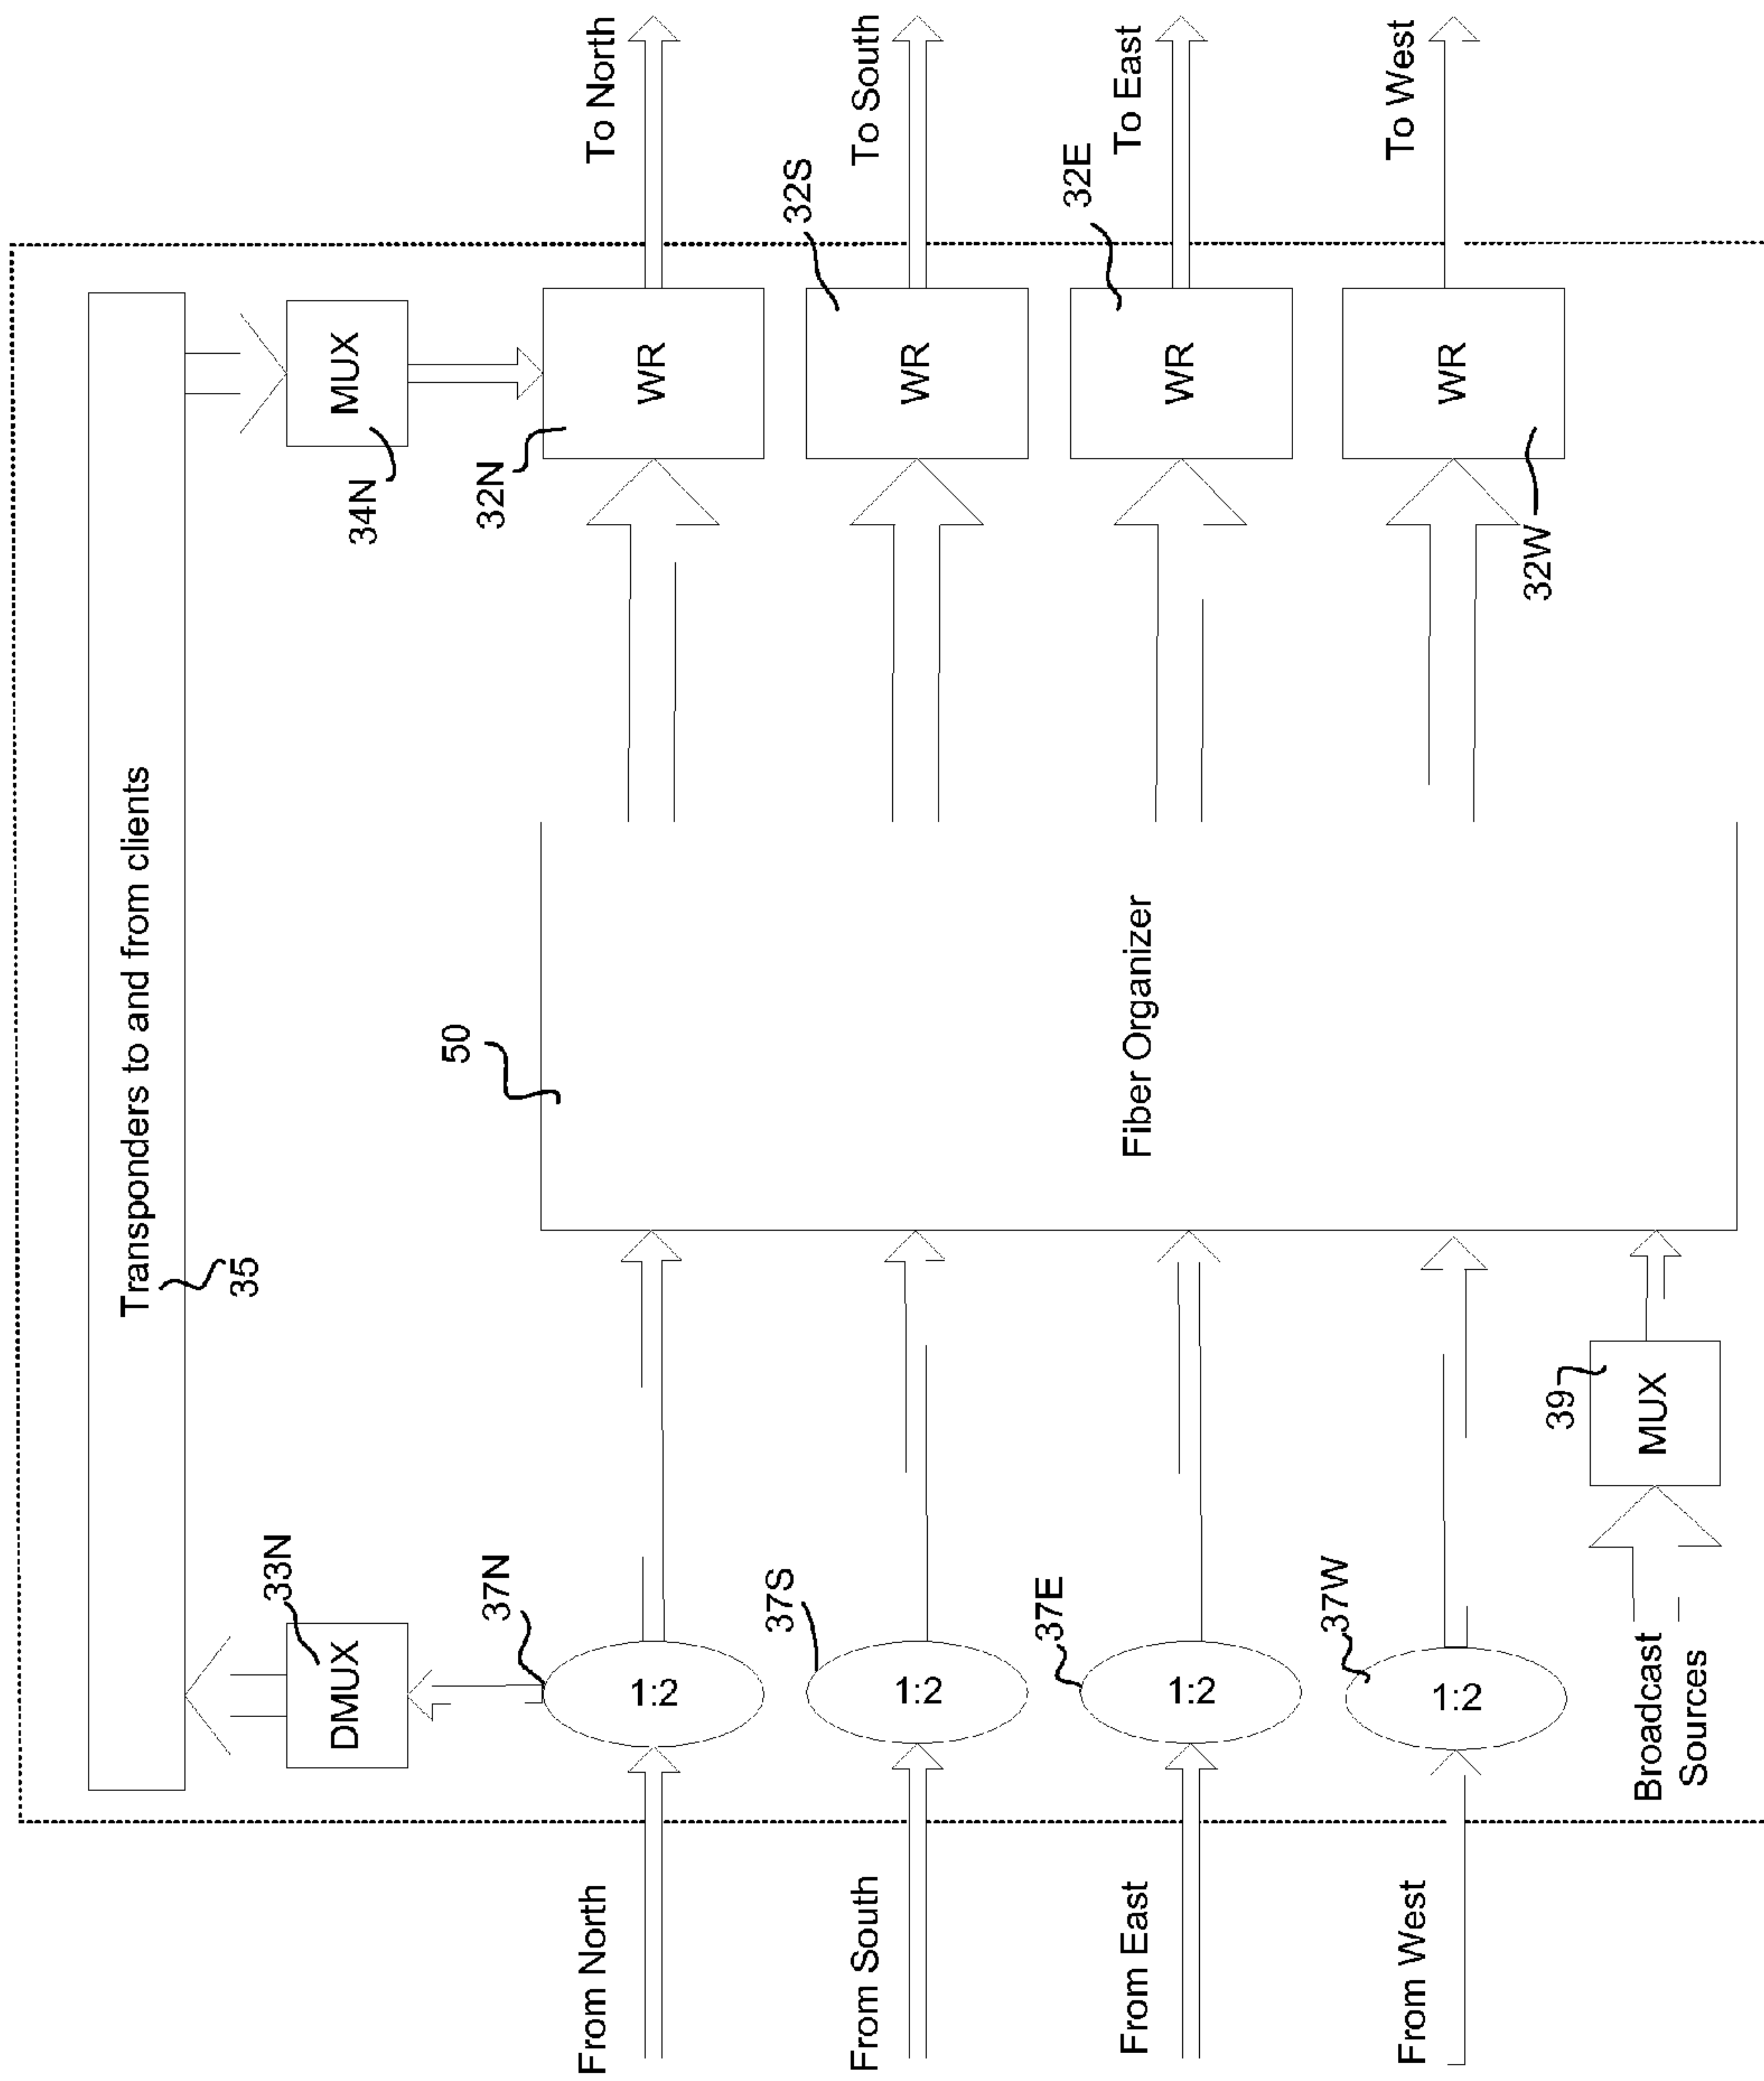 Transponders to and from clients
35
33N
DMUX
MUX
34N
From North
37N
1:2
50
32N
WR
To North
From South
37S
1:2
32S
WR
To South
Fiber Organizer
From East
37E
1:2
32E
WR
To East
From West
37W
1:2
32W
WR
To West
Broadcast
Sources
39
MUX